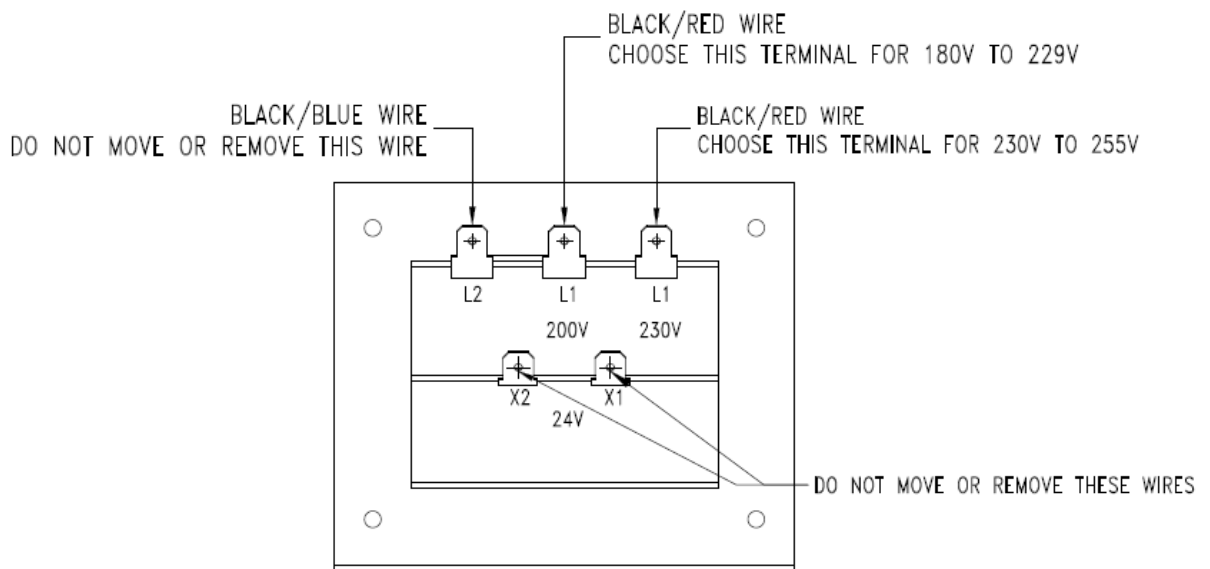 BLACK/RED WIRE
CHOOSE THIS TERMINAL FOR 180V TO 229V
BLACK/BLUE WIRE
DO NOT MOVE OR REMOVE THIS WIRE
BLACK/RED WIRE
CHOOSE THIS TERMINAL FOR 230V TO 255V
L2 L1 L1
200V 230V
X2 X1
24V
DO NOT MOVE OR REMOVE THESE WIRES